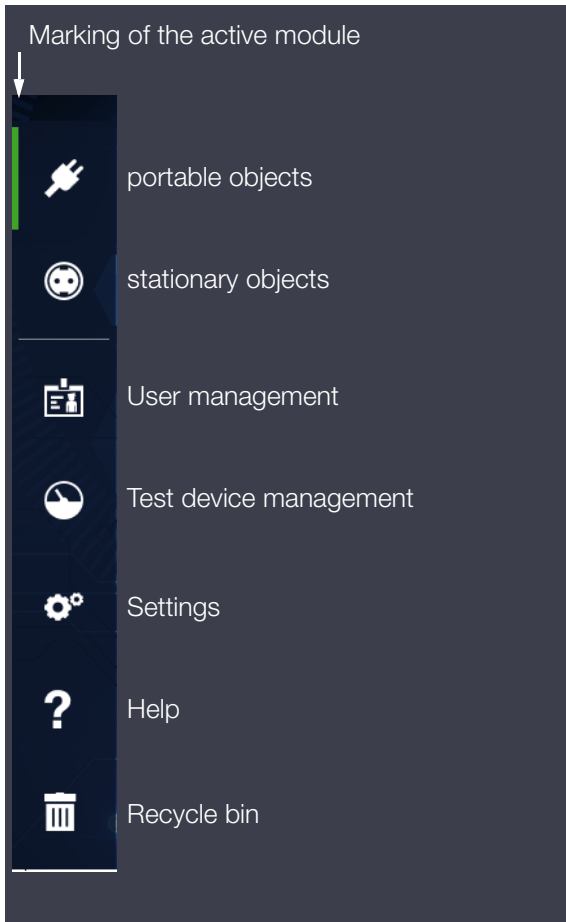 Marking of the active module
portable objects
stationary objects
User management
Test device management
Settings
?
Help
Recycle bin